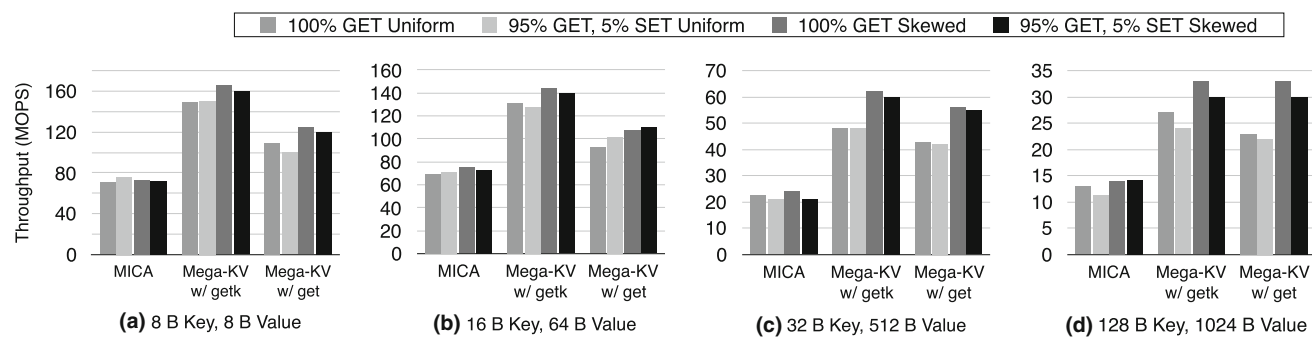 100% GET Uniform 95% GET, 5% SET Uniform 100% GET Skewed 95% GET, 5% SET Skewed
Throughput (MOPS)
160
120
80
40
0
MICA
Mega-KV
w/ getk
Mega-KV
w/ get
(a) 8 B Key, 8 B Value
160
140
120
100
80
60
40
20
0
MICA
Mega-KV
w/ getk
Mega-KV
w/ get
(b) 16 B Key, 64 B Value
70
60
50
40
30
20
10
0
MICA
Mega-KV
w/ getk
Mega-KV
w/ get
(c) 32 B Key, 512 B Value
35
30
25
20
15
10
5
0
MICA
Mega-KV
w/ getk
Mega-KV
w/ get
(d) 128 B Key, 1024 B Value